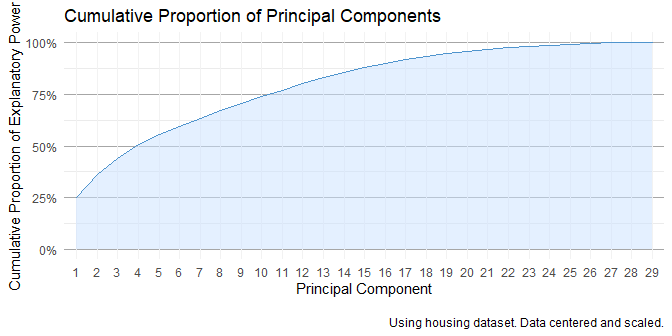 Cumulative Proportion of Principal Components
Cumulative Proportion of Explanatory Power
100%
75%
50%
25%
0%
1 2 3 4 5 6 7 8 9 10 11 12 13 14 15 16 17 18 19 20 21 22 23 24 25 26 27 28 29
Principal Component
Using housing dataset. Data centered and scaled.